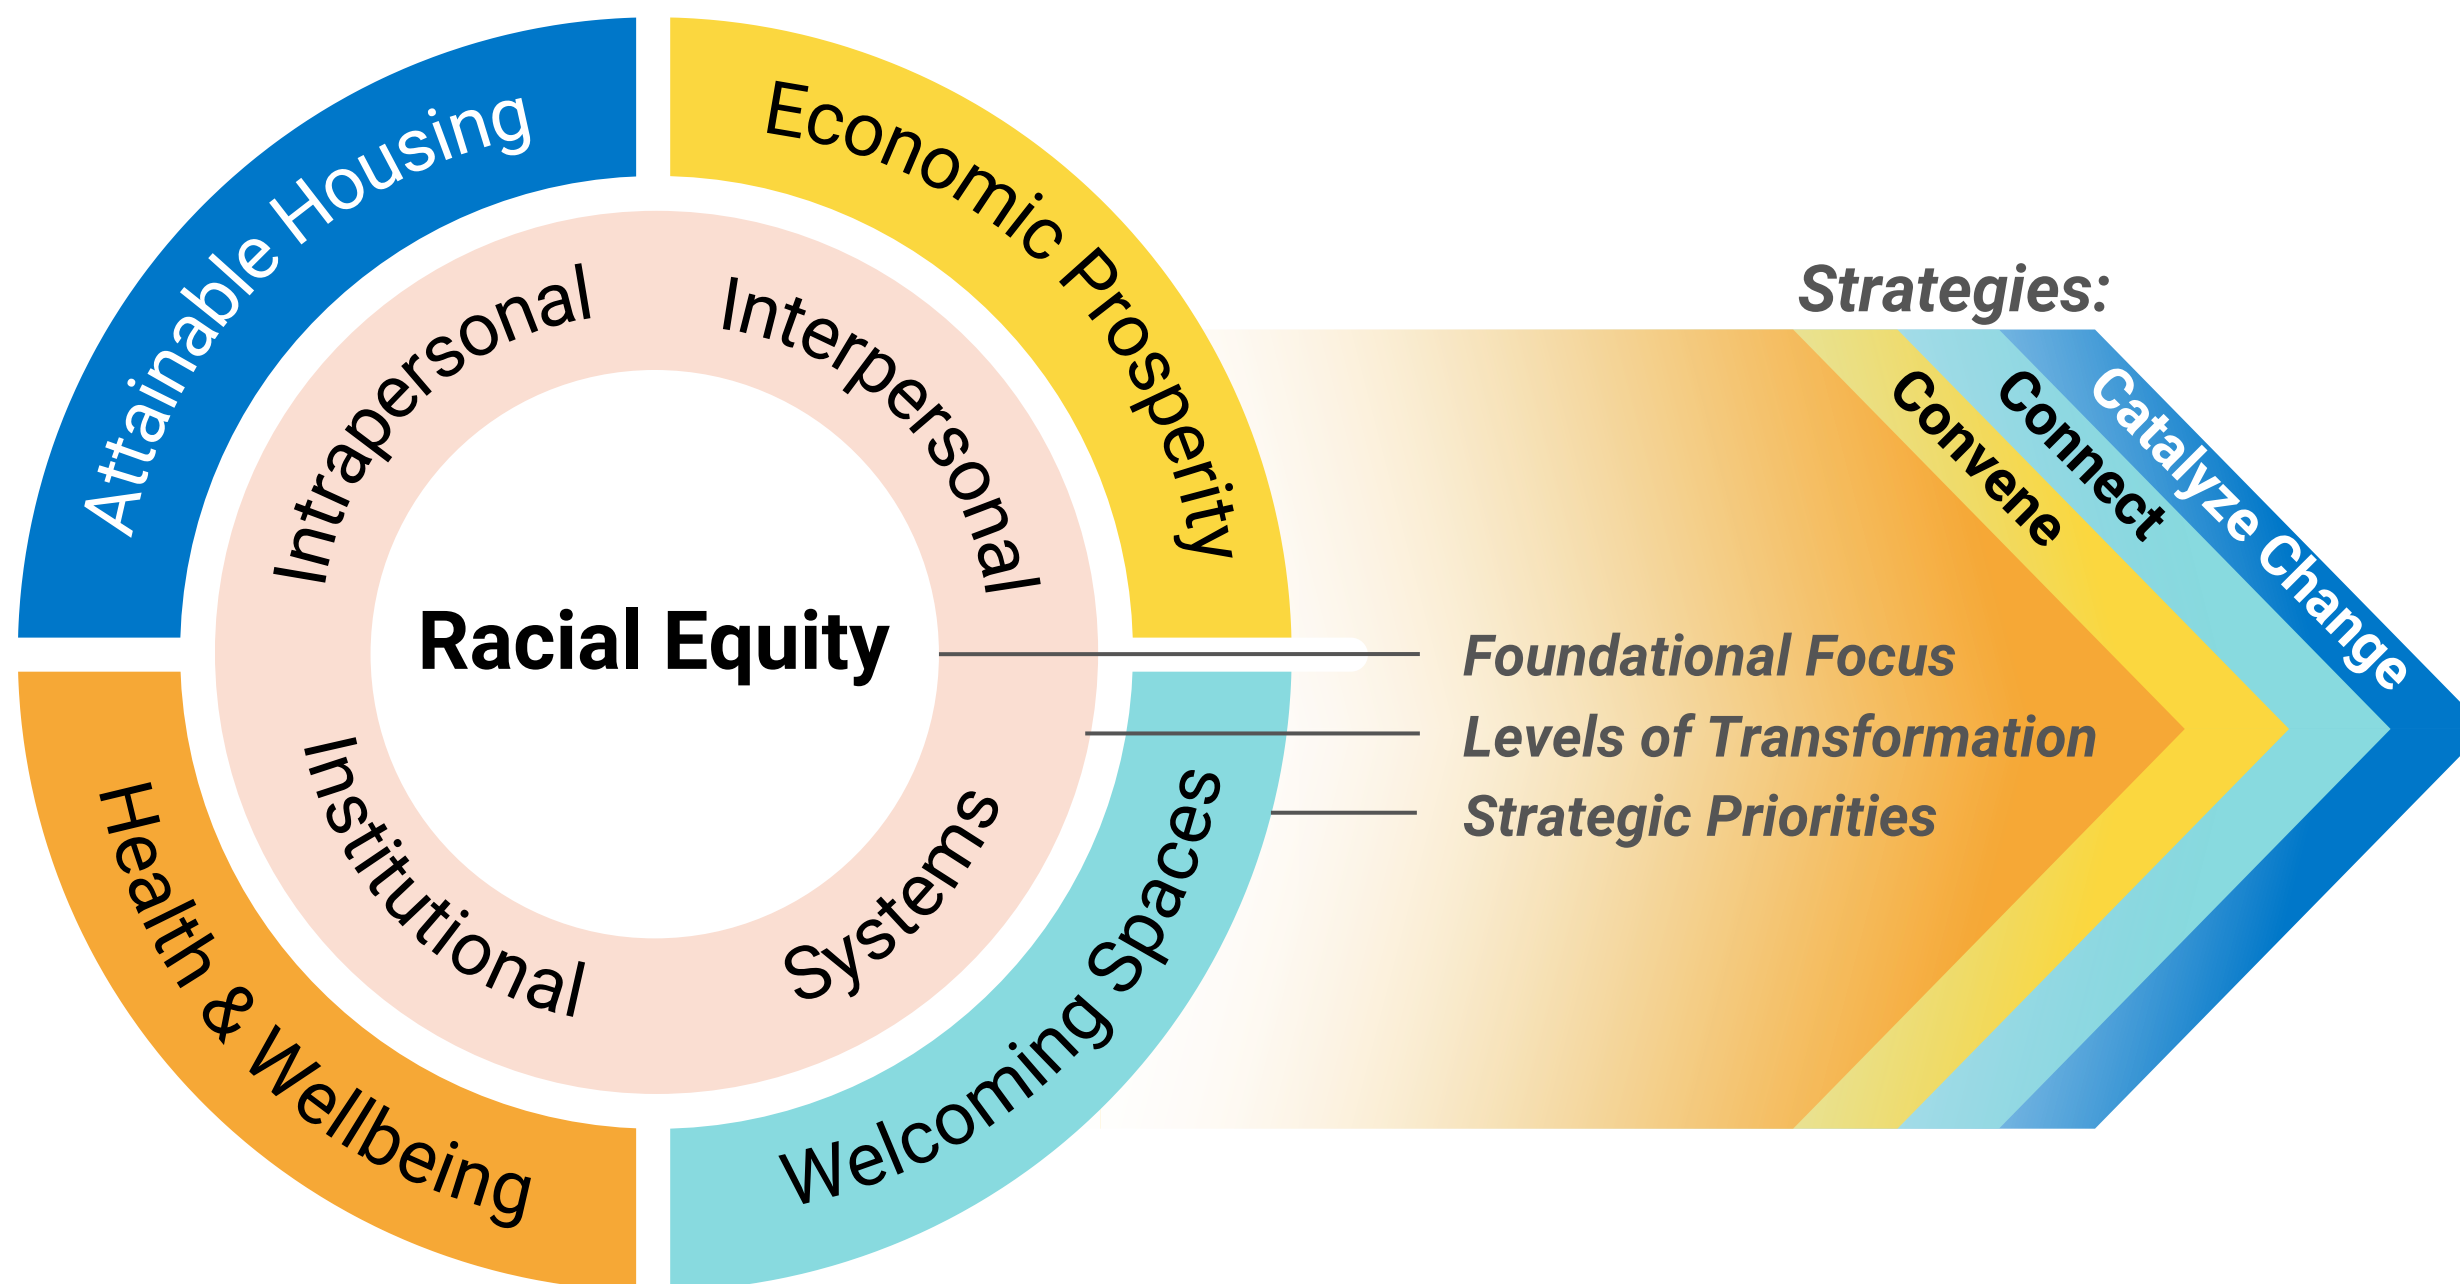 Attainable Housing
Economic Prosperity
Intrapersonal
Interpersonal
Racial Equity
Institutional
Systems
Health & Wellbeing
Welcoming Spaces
Foundational Focus
Levels of Transformation
Strategic Priorities
Strategies:
Convene
Connect
Catalyze Change